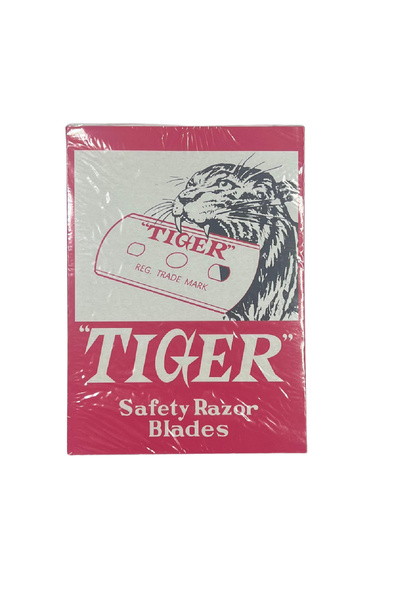 "TIGER"
REG. TRADE MARK
"TIGER"
Safety Razor
Blades